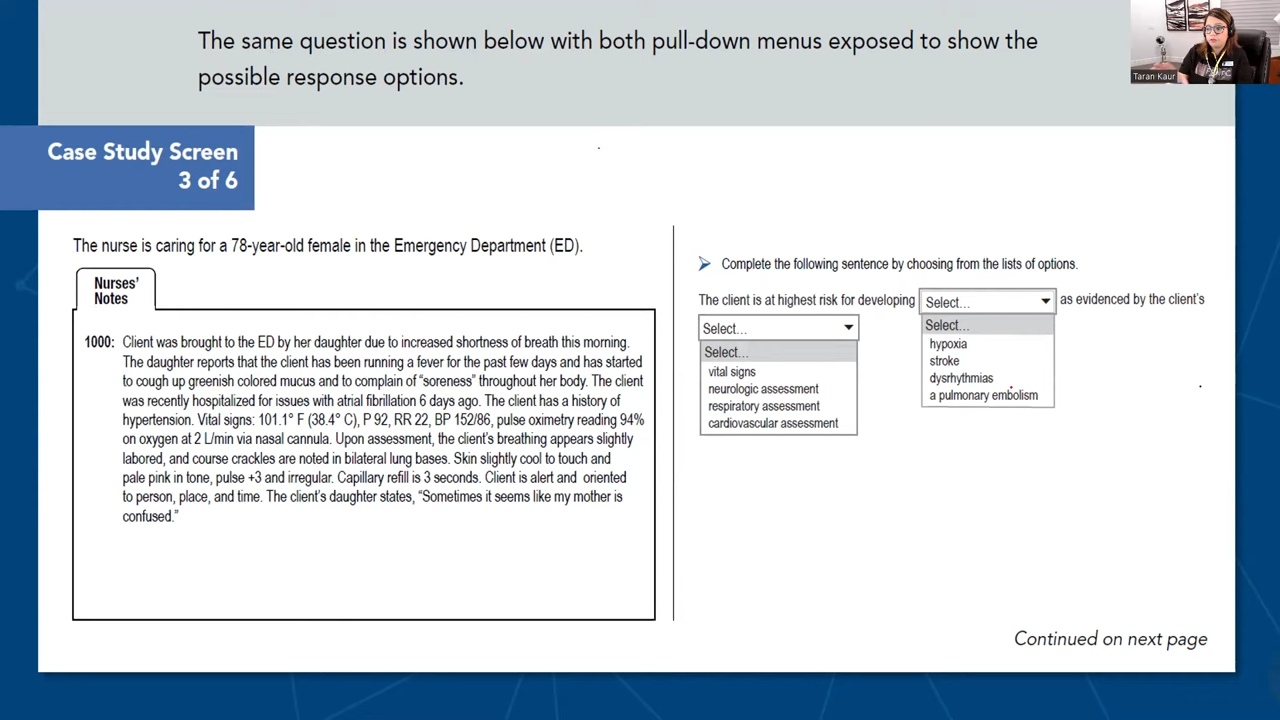 The same question is shown below with both pull-down menus exposed to show the
possible response options.
Taran Kaur
Case Study Screen
3 of 6
The nurse is caring for a 78-year-old female in the Emergency Department (ED).
Nurses'
Notes
1000: Client was brought to the ED by her daughter due to increased shortness of breath this morning.
The daughter reports that the client has been running a fever for the past few days and has started
to cough up greenish colored mucus and to complain of “soreness” throughout her body. The client
was recently hospitalized for issues with atrial fibrillation 6 days ago. The client has a history of
hypertension. Vital signs: 101.1° F (38.4° C), P 92, RR 22, BP 152/86, pulse oximetry reading 94%
on oxygen at 2 L/min via nasal cannula. Upon assessment, the client's breathing appears slightly
labored, and course crackles are noted in bilateral lung bases. Skin slightly cool to touch and
pale pink in tone, pulse +3 and irregular. Capillary refill is 3 seconds. Client is alert and oriented
to person, place, and time. The client's daughter states, “Sometimes it seems like my mother is
confused.”
Complete the following sentence by choosing from the lists of options.
The client is at highest risk for developing Select... as evidenced by the client's
Select...
Select...
vital signs
neurologic assessment
respiratory assessment
cardiovascular assessment
Select...
hypoxia
stroke
dysrhythmias
a pulmonary embolism
Continued on next page